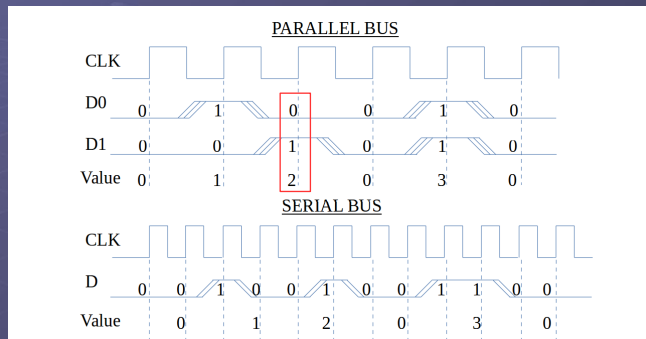 PARALLEL BUS
CLK
D0 0 1 0 0 1 0
D1 0 0 1 0 1 0
Value 0 1 2 0 3 0
SERIAL BUS
CLK
D 0 0 1 0 0 1 0 0 1 1 0 0
Value 0 1 2 0 3 0